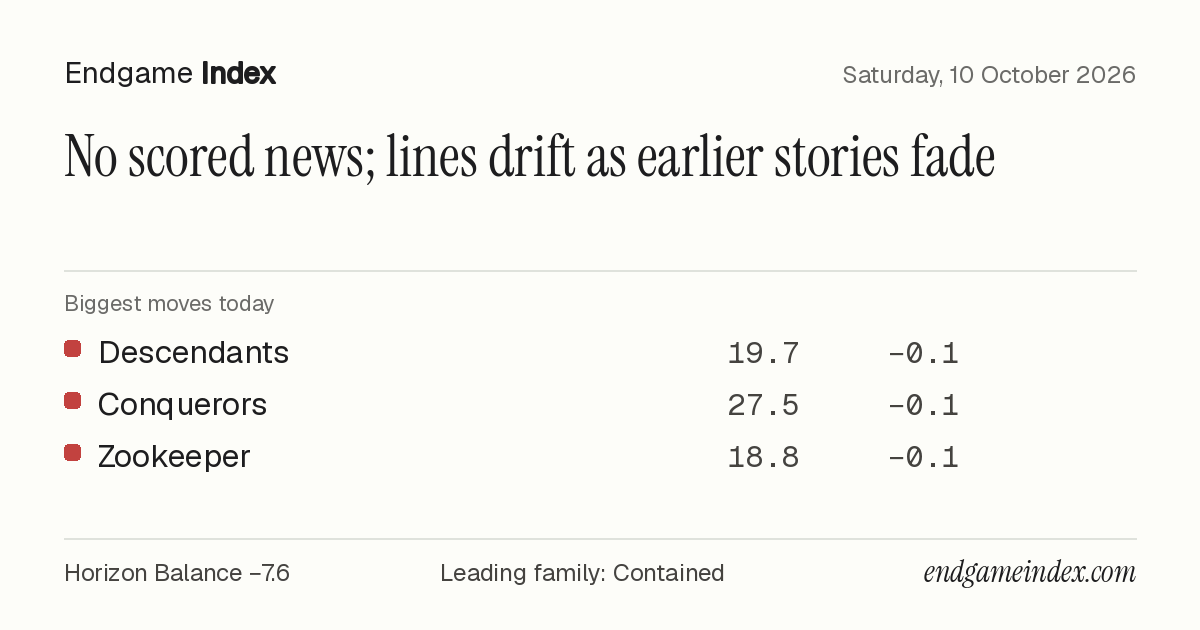 Endgame Index
Saturday, 10 October 2026
No scored news; lines drift as earlier stories fade
Biggest moves today
Descendants 19.7 −0.1
Conquerors 27.5 −0.1
Zookeeper 18.8 −0.1
Horizon Balance −7.6
Leading family: Contained
endgameindex.com